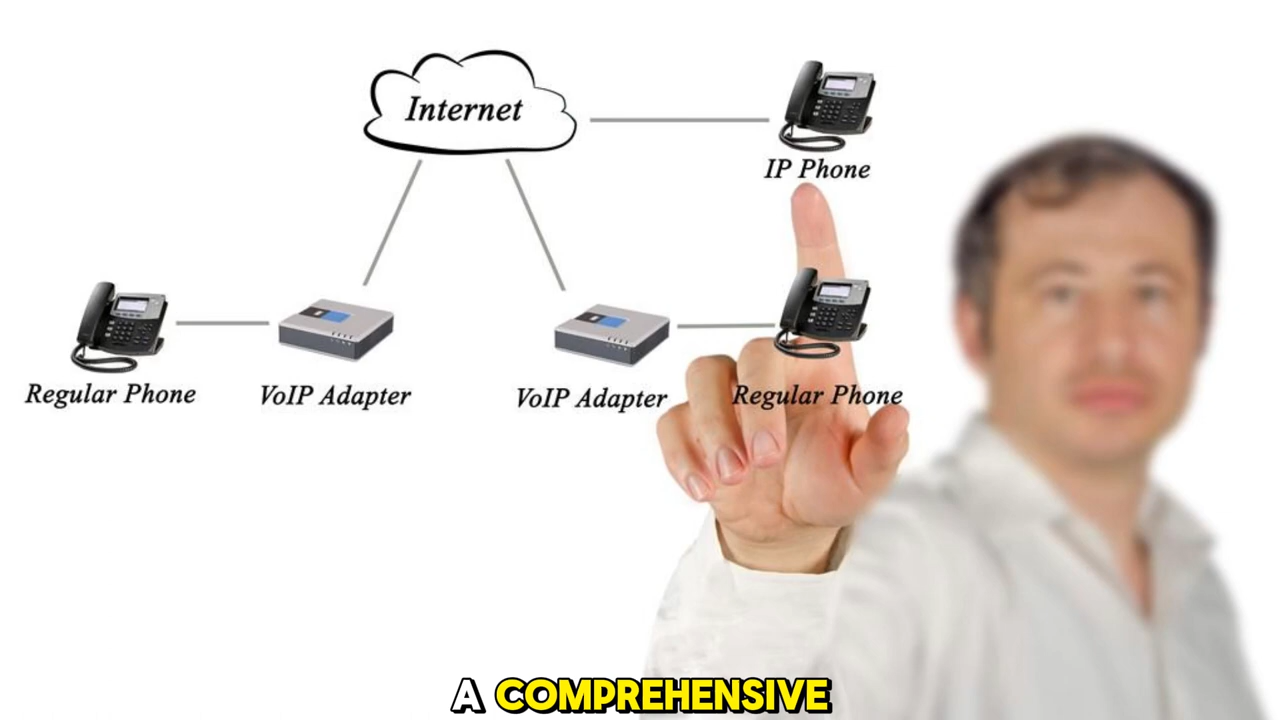 Internet
IP Phone
Regular Phone
VoIP Adapter
VoIP Adapter
Regular Phone
A COMPREHENSIVE